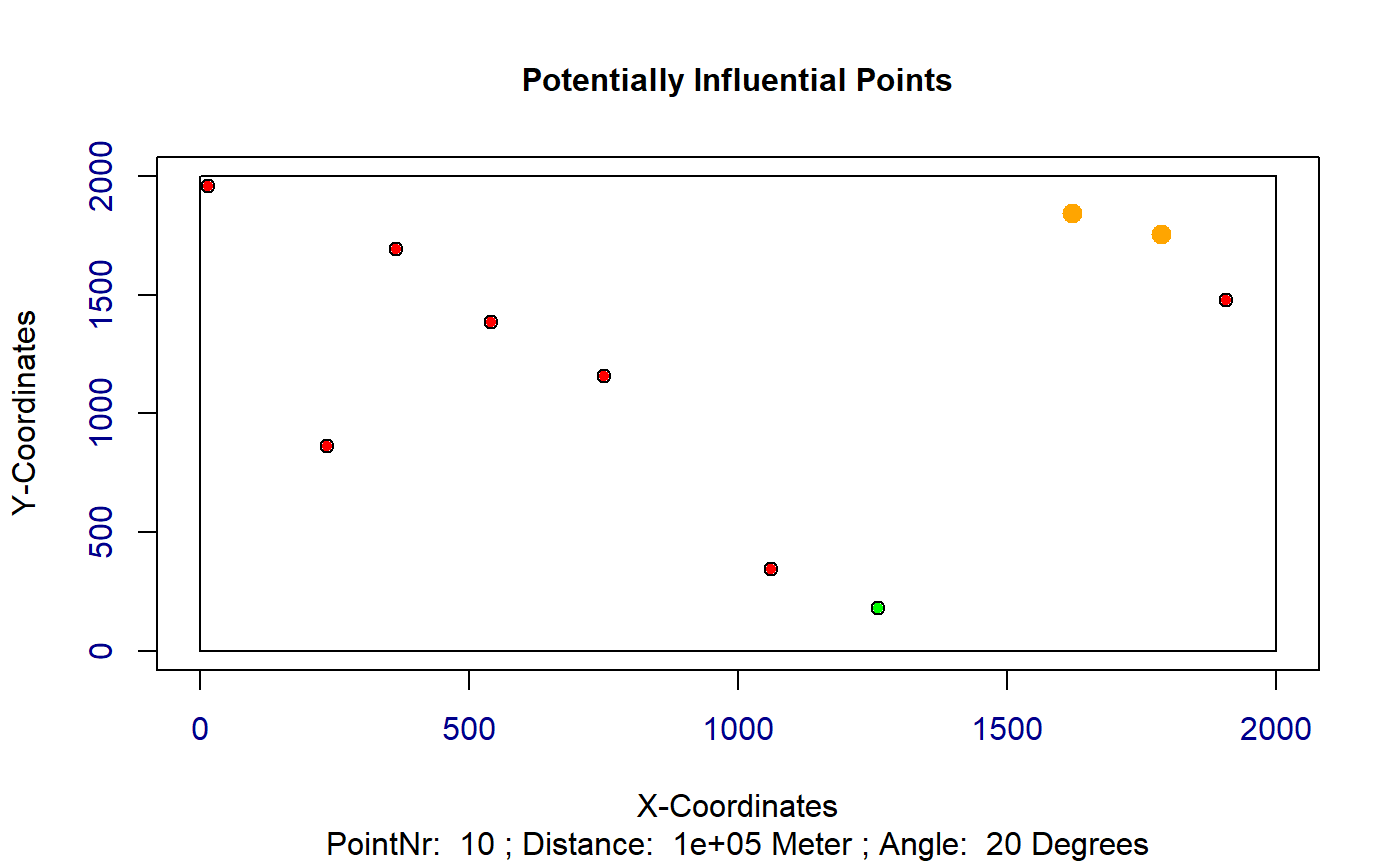 Potentially Influential Points
2000
1500
1000
500
0
Y-Coordinates
0 500 1000 1500 2000
X-Coordinates
PointNr:  10 ; Distance:  1e+05 Meter ; Angle:  20 Degrees